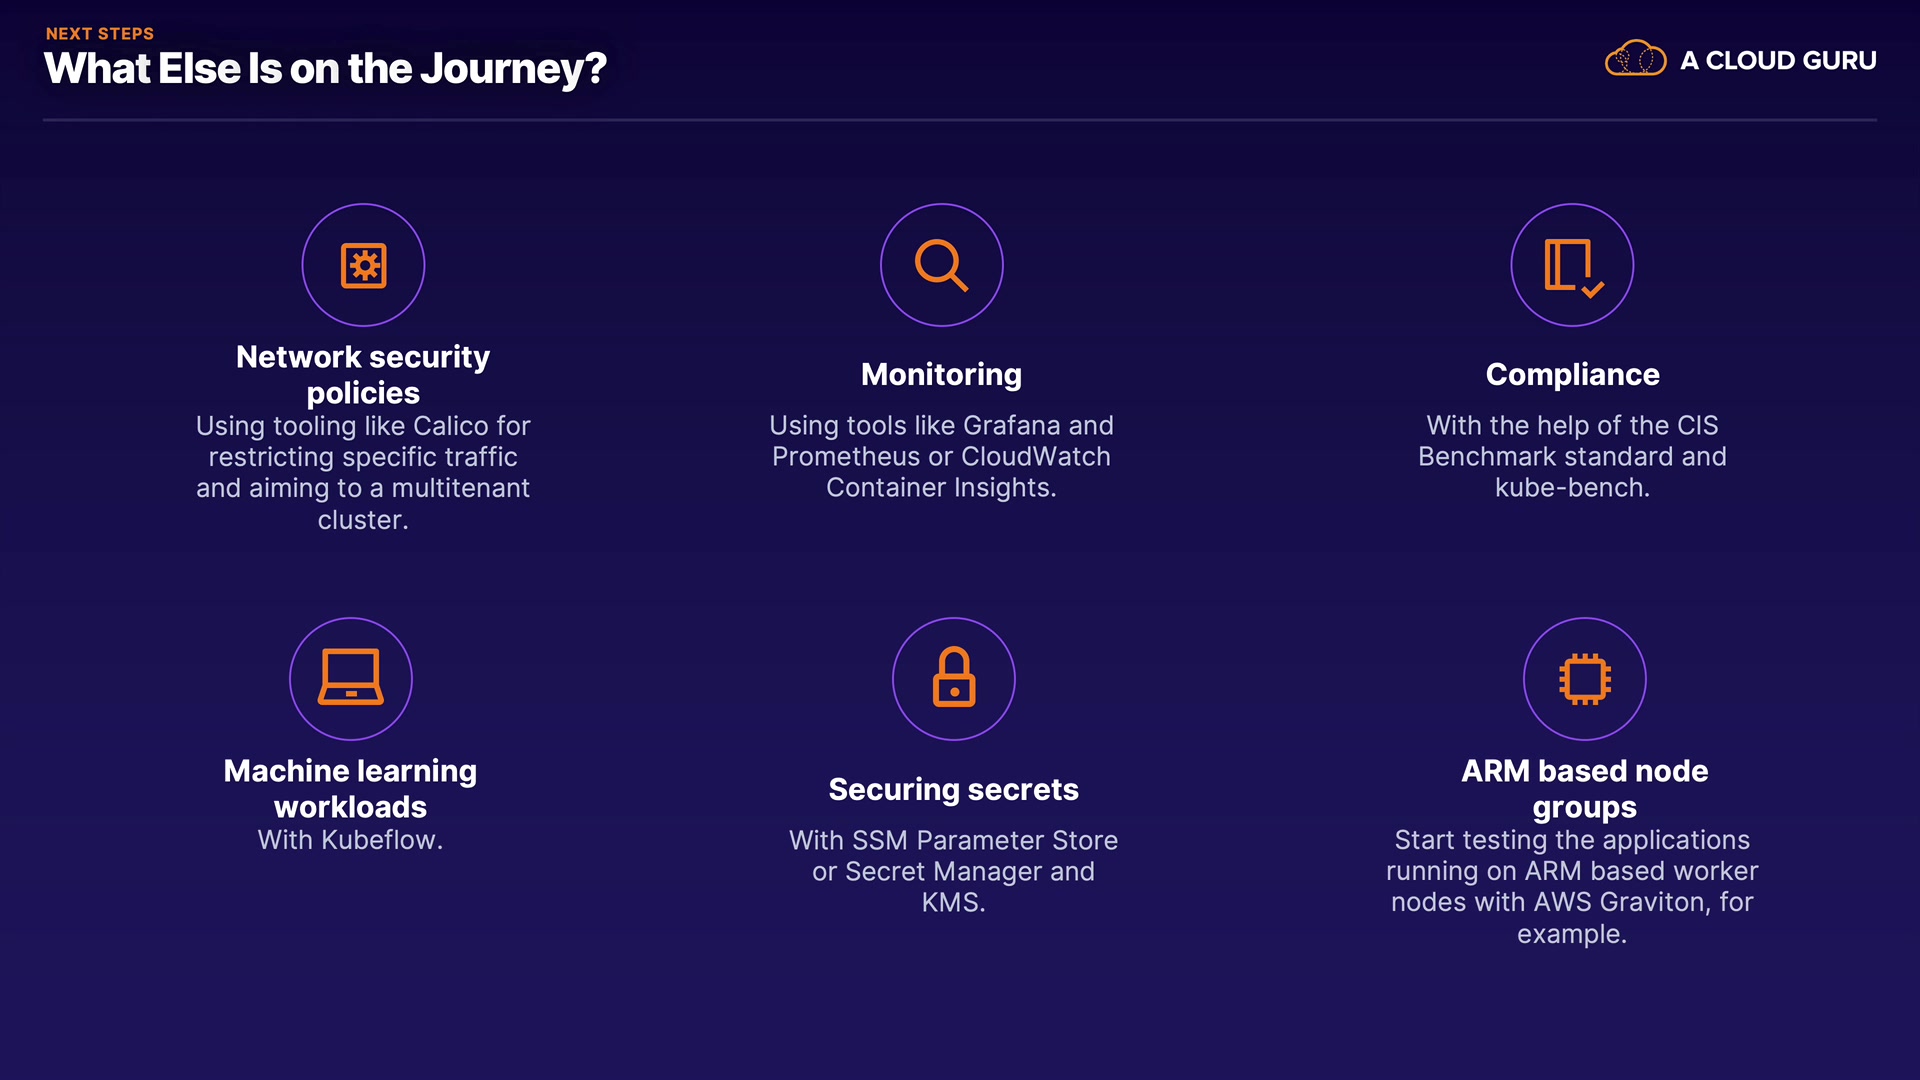 NEXT STEPS
What Else Is on the Journey?
A CLOUD GURU
Network security
policies
Using tooling like Calico for
restricting specific traffic
and aiming to a multitenant
cluster.
Monitoring
Using tools like Grafana and
Prometheus or CloudWatch
Container Insights.
Compliance
With the help of the CIS
Benchmark standard and
kube-bench.
Machine learning
workloads
With Kubeflow.
Securing secrets
With SSM Parameter Store
or Secret Manager and
KMS.
ARM based node
groups
Start testing the applications
running on ARM based worker
nodes with AWS Graviton, for
example.